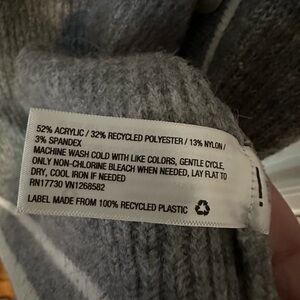 52% ACRYLIC / 32% RECYCLED POLYESTER / 13% NYLON /
3% SPANDEX
MACHINE WASH COLD WITH LIKE COLORS, GENTLE CYCLE,
ONLY NON-CHLORINE BLEACH WHEN NEEDED, LAY FLAT TO
DRY, COOL IRON IF NEEDED
RN17730 VN1268582
LABEL MADE FROM 100% RECYCLED PLASTIC